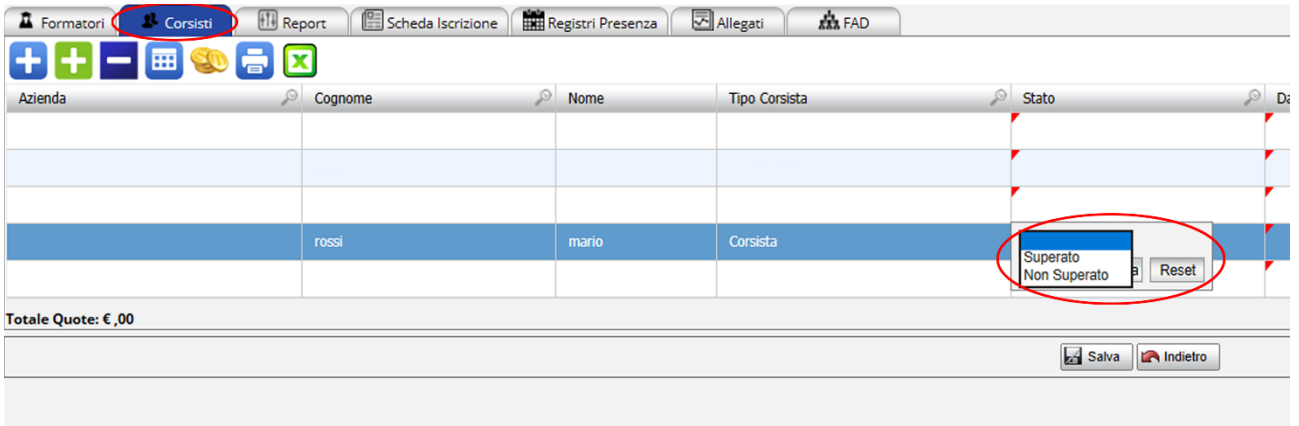 Formatori Corsisti Report Scheda Iscrizione Registri Presenza Allegati FAD
Azienda Cognome Nome Tipo Corsista Stato Da
rossi mario Corsista
Superato
Non Superato a Reset
Totale Quote: € ,00
Salva Indietro